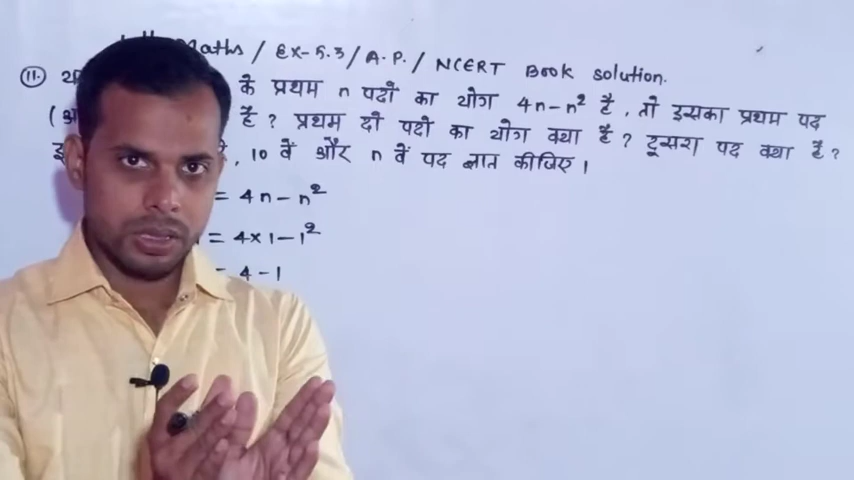 Maths / Ex-5.3 / A.P. / NCERT Book solution.
11. के प्रथम n पदों का योग 4n-n² है, तो इसका प्रथम पद
है? प्रथम दो पदों का योग क्या है? दूसरा पद क्या है?
, 10 वें और n वें पद ज्ञात कीजिए।
= 4n-n²
= 4×1-1²
= 4-1